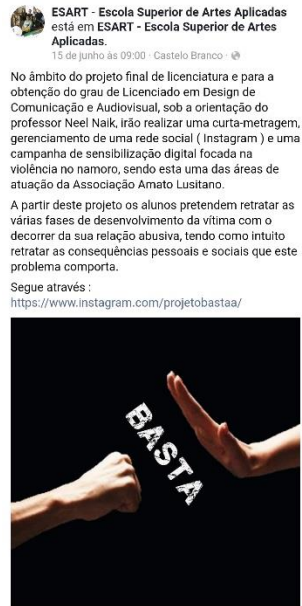 ESART - Escola Superior de Artes Aplicadas
está em ESART - Escola Superior de Artes
Aplicadas.
15 de junho às 09:00 · Castelo Branco ·
No âmbito do projeto final de licenciatura e para a
obtenção do grau de Licenciado em Design de
Comunicação e Audiovisual, sob a orientação do
professor Neel Naik, irão realizar uma curta-metragem,
gerenciamento de uma rede social ( Instagram ) e uma
campanha de sensibilização digital focada na
violência no namoro, sendo esta uma das áreas de
atuação da Associação Amato Lusitano.
A partir deste projeto os alunos pretendem retratar as
várias fases de desenvolvimento da vítima com o
decorrer da sua relação abusiva, tendo como intuito
retratar as consequências pessoais e sociais que este
problema comporta.
Segue através :
https://www.instagram.com/projetobastaa/
BASTA